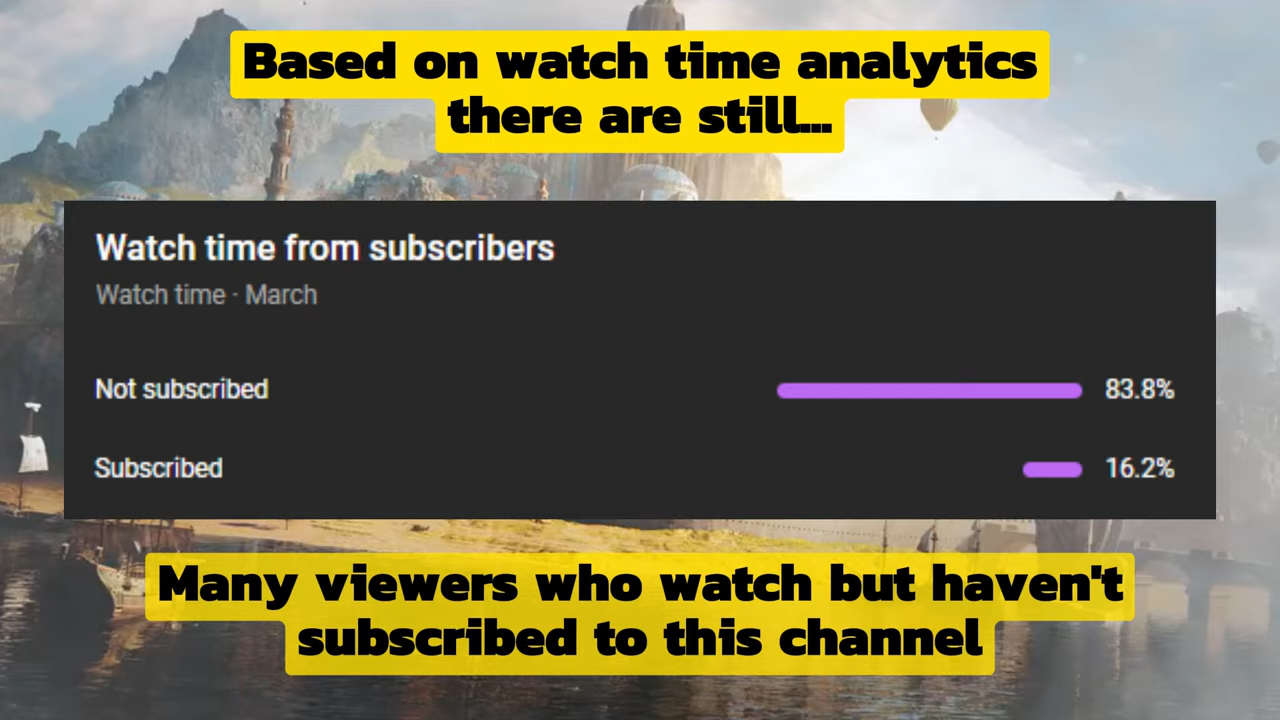 Based on watch time analytics
there are still...
Watch time from subscribers
Watch time · March
Not subscribed 83.8%
Subscribed 16.2%
Many viewers who watch but haven't
subscribed to this channel